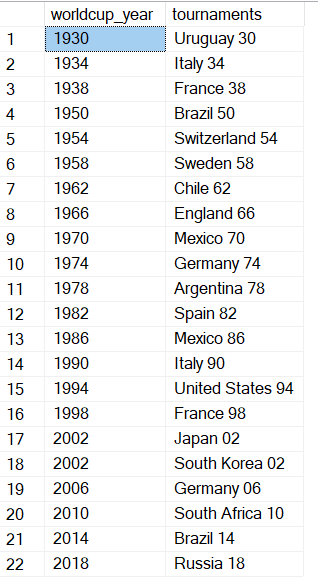 worldcup_year tournaments
1 1930 Uruguay 30
2 1934 Italy 34
3 1938 France 38
4 1950 Brazil 50
5 1954 Switzerland 54
6 1958 Sweden 58
7 1962 Chile 62
8 1966 England 66
9 1970 Mexico 70
10 1974 Germany 74
11 1978 Argentina 78
12 1982 Spain 82
13 1986 Mexico 86
14 1990 Italy 90
15 1994 United States 94
16 1998 France 98
17 2002 Japan 02
18 2002 South Korea 02
19 2006 Germany 06
20 2010 South Africa 10
21 2014 Brazil 14
22 2018 Russia 18